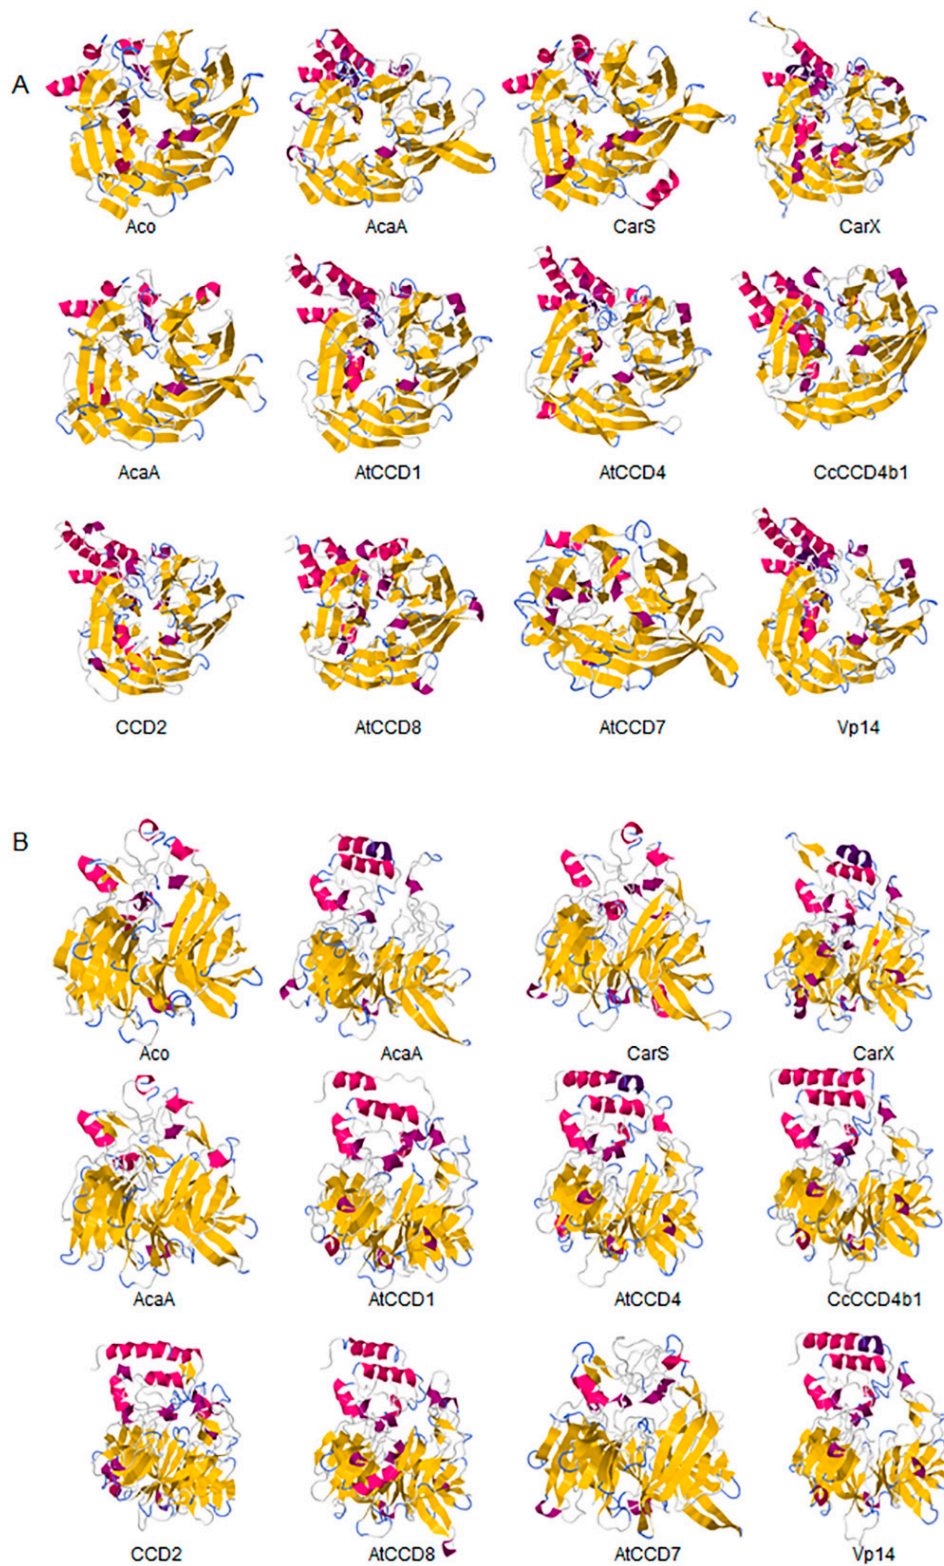 A
Aco AcaA CarS CarX
AcaA AtCCD1 AtCCD4 CcCCD4b1
CCD2 AtCCD8 AtCCD7 Vp14
B
Aco AcaA CarS CarX
AcaA AtCCD1 AtCCD4 CcCCD4b1
CCD2 AtCCD8 AtCCD7 Vp14